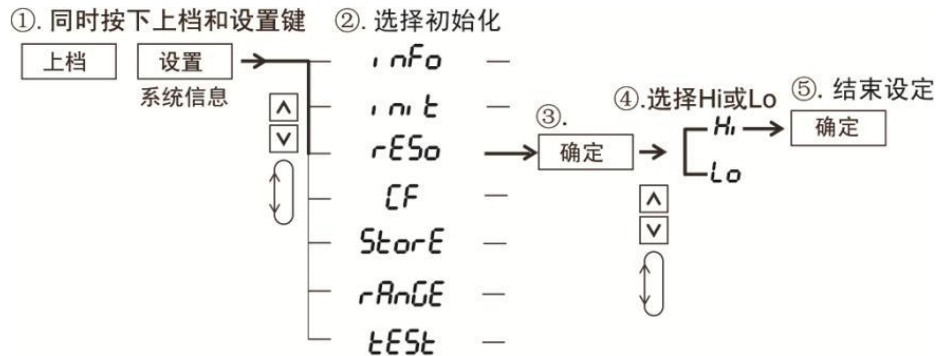 ①. 同时按下上档和设置键 ②. 选择初始化
上档 设置 inFo
系统信息
init
④.选择Hi或Lo ⑤. 结束设定
③.
rESo 确定 Hi 确定
Lo
CF
StorE
rAnGE
tESt